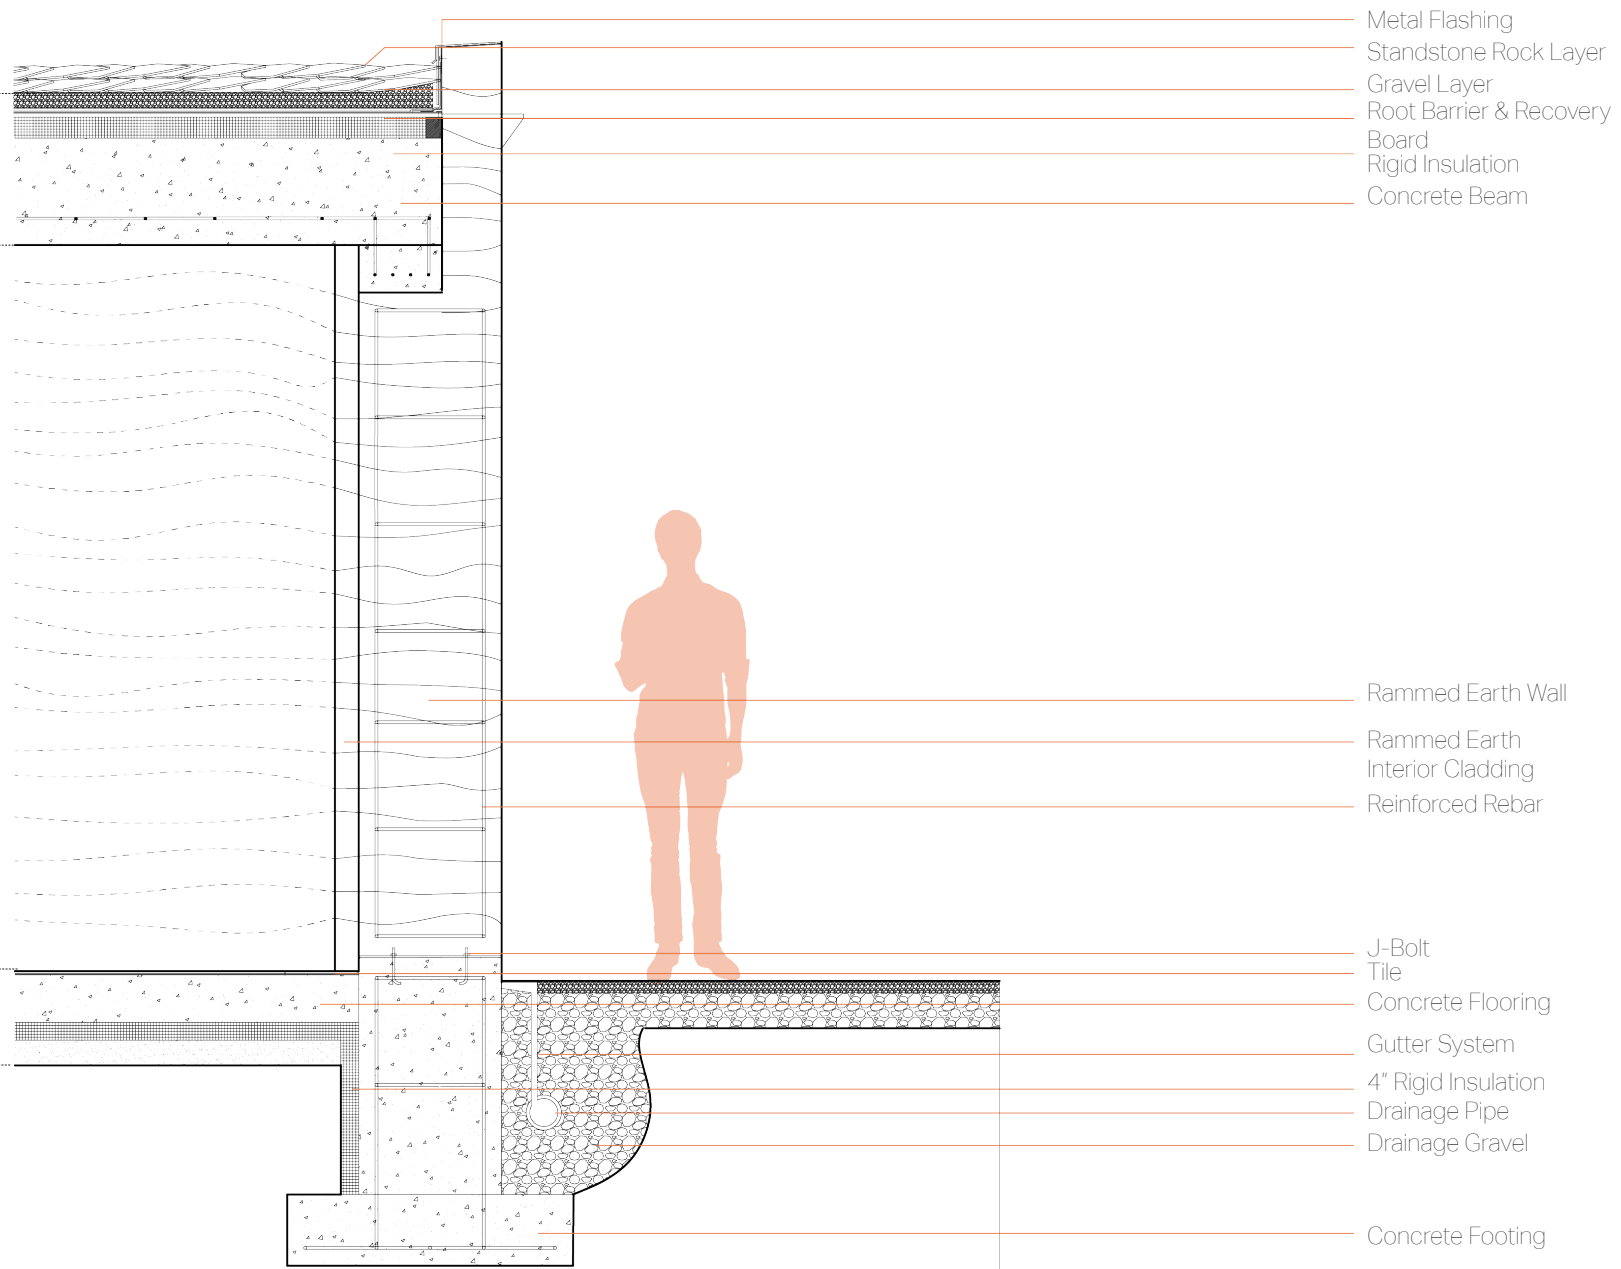 Metal Flashing
Standstone Rock Layer
Gravel Layer
Root Barrier & Recovery
Board
Rigid Insulation
Concrete Beam
Rammed Earth Wall
Rammed Earth
Interior Cladding
Reinforced Rebar
J-Bolt
Tile
Concrete Flooring
Gutter System
4" Rigid Insulation
Drainage Pipe
Drainage Gravel
Concrete Footing